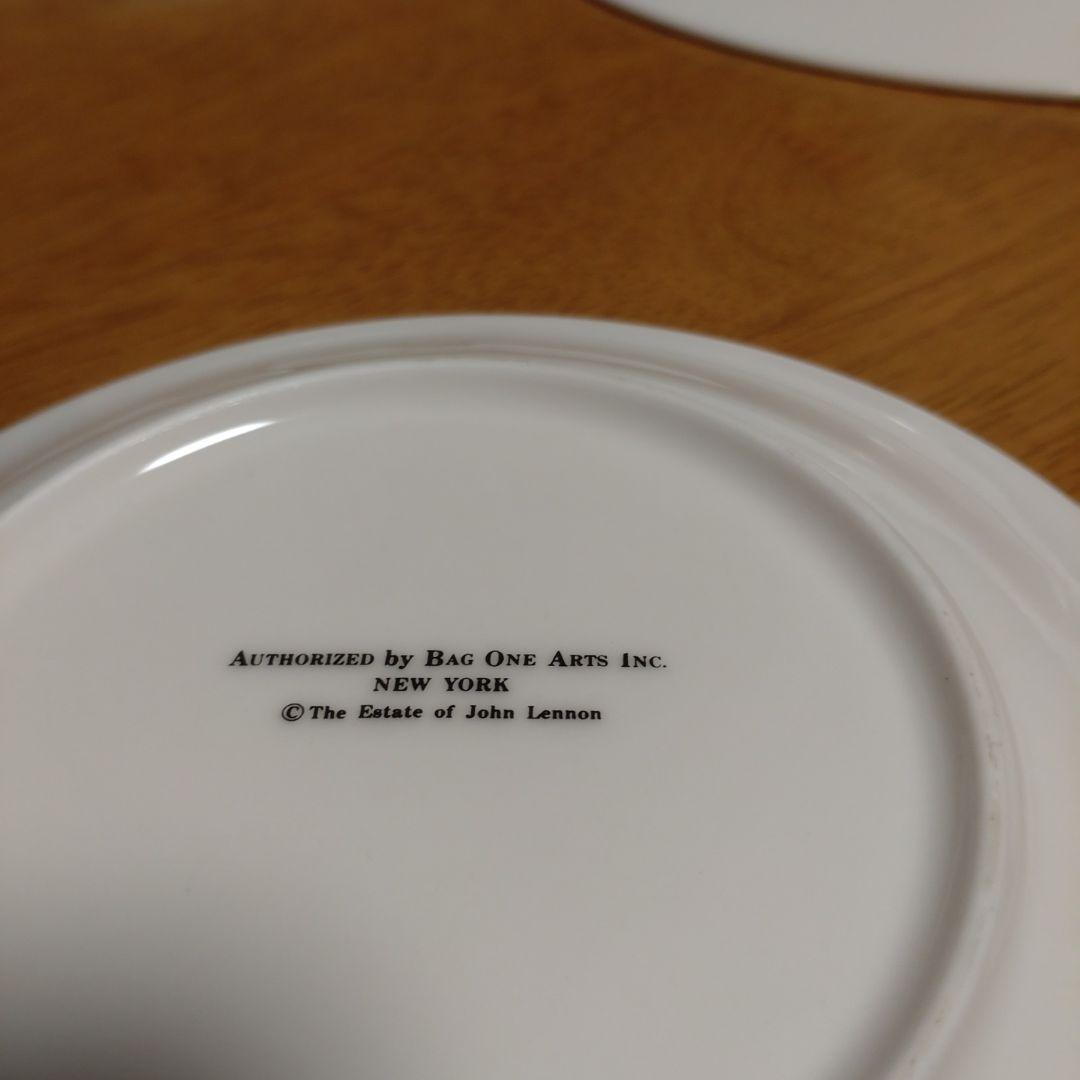 AUTHORIZED by BAG ONE ARTS INC.
NEW YORK
© The Estate of John Lennon